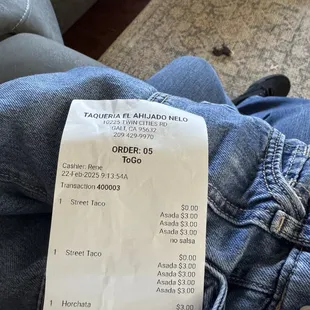 TAQUERIA EL AHIJADO NELO
10225 TWIN CITIES RD
GALT, CA 95632
209-429-9970
ORDER: 05
ToGo
Cashier: Rene
22-Feb-2025 9:13:54A
Transaction 400003
1 Street Taco $0.00
Asada $3.00
Asada $3.00
Asada $3.00
no salsa
1 Street Taco $0.00
Asada $3.00
Asada $3.00
Asada $3.00
Asada $3.00
1 Horchata $3.00